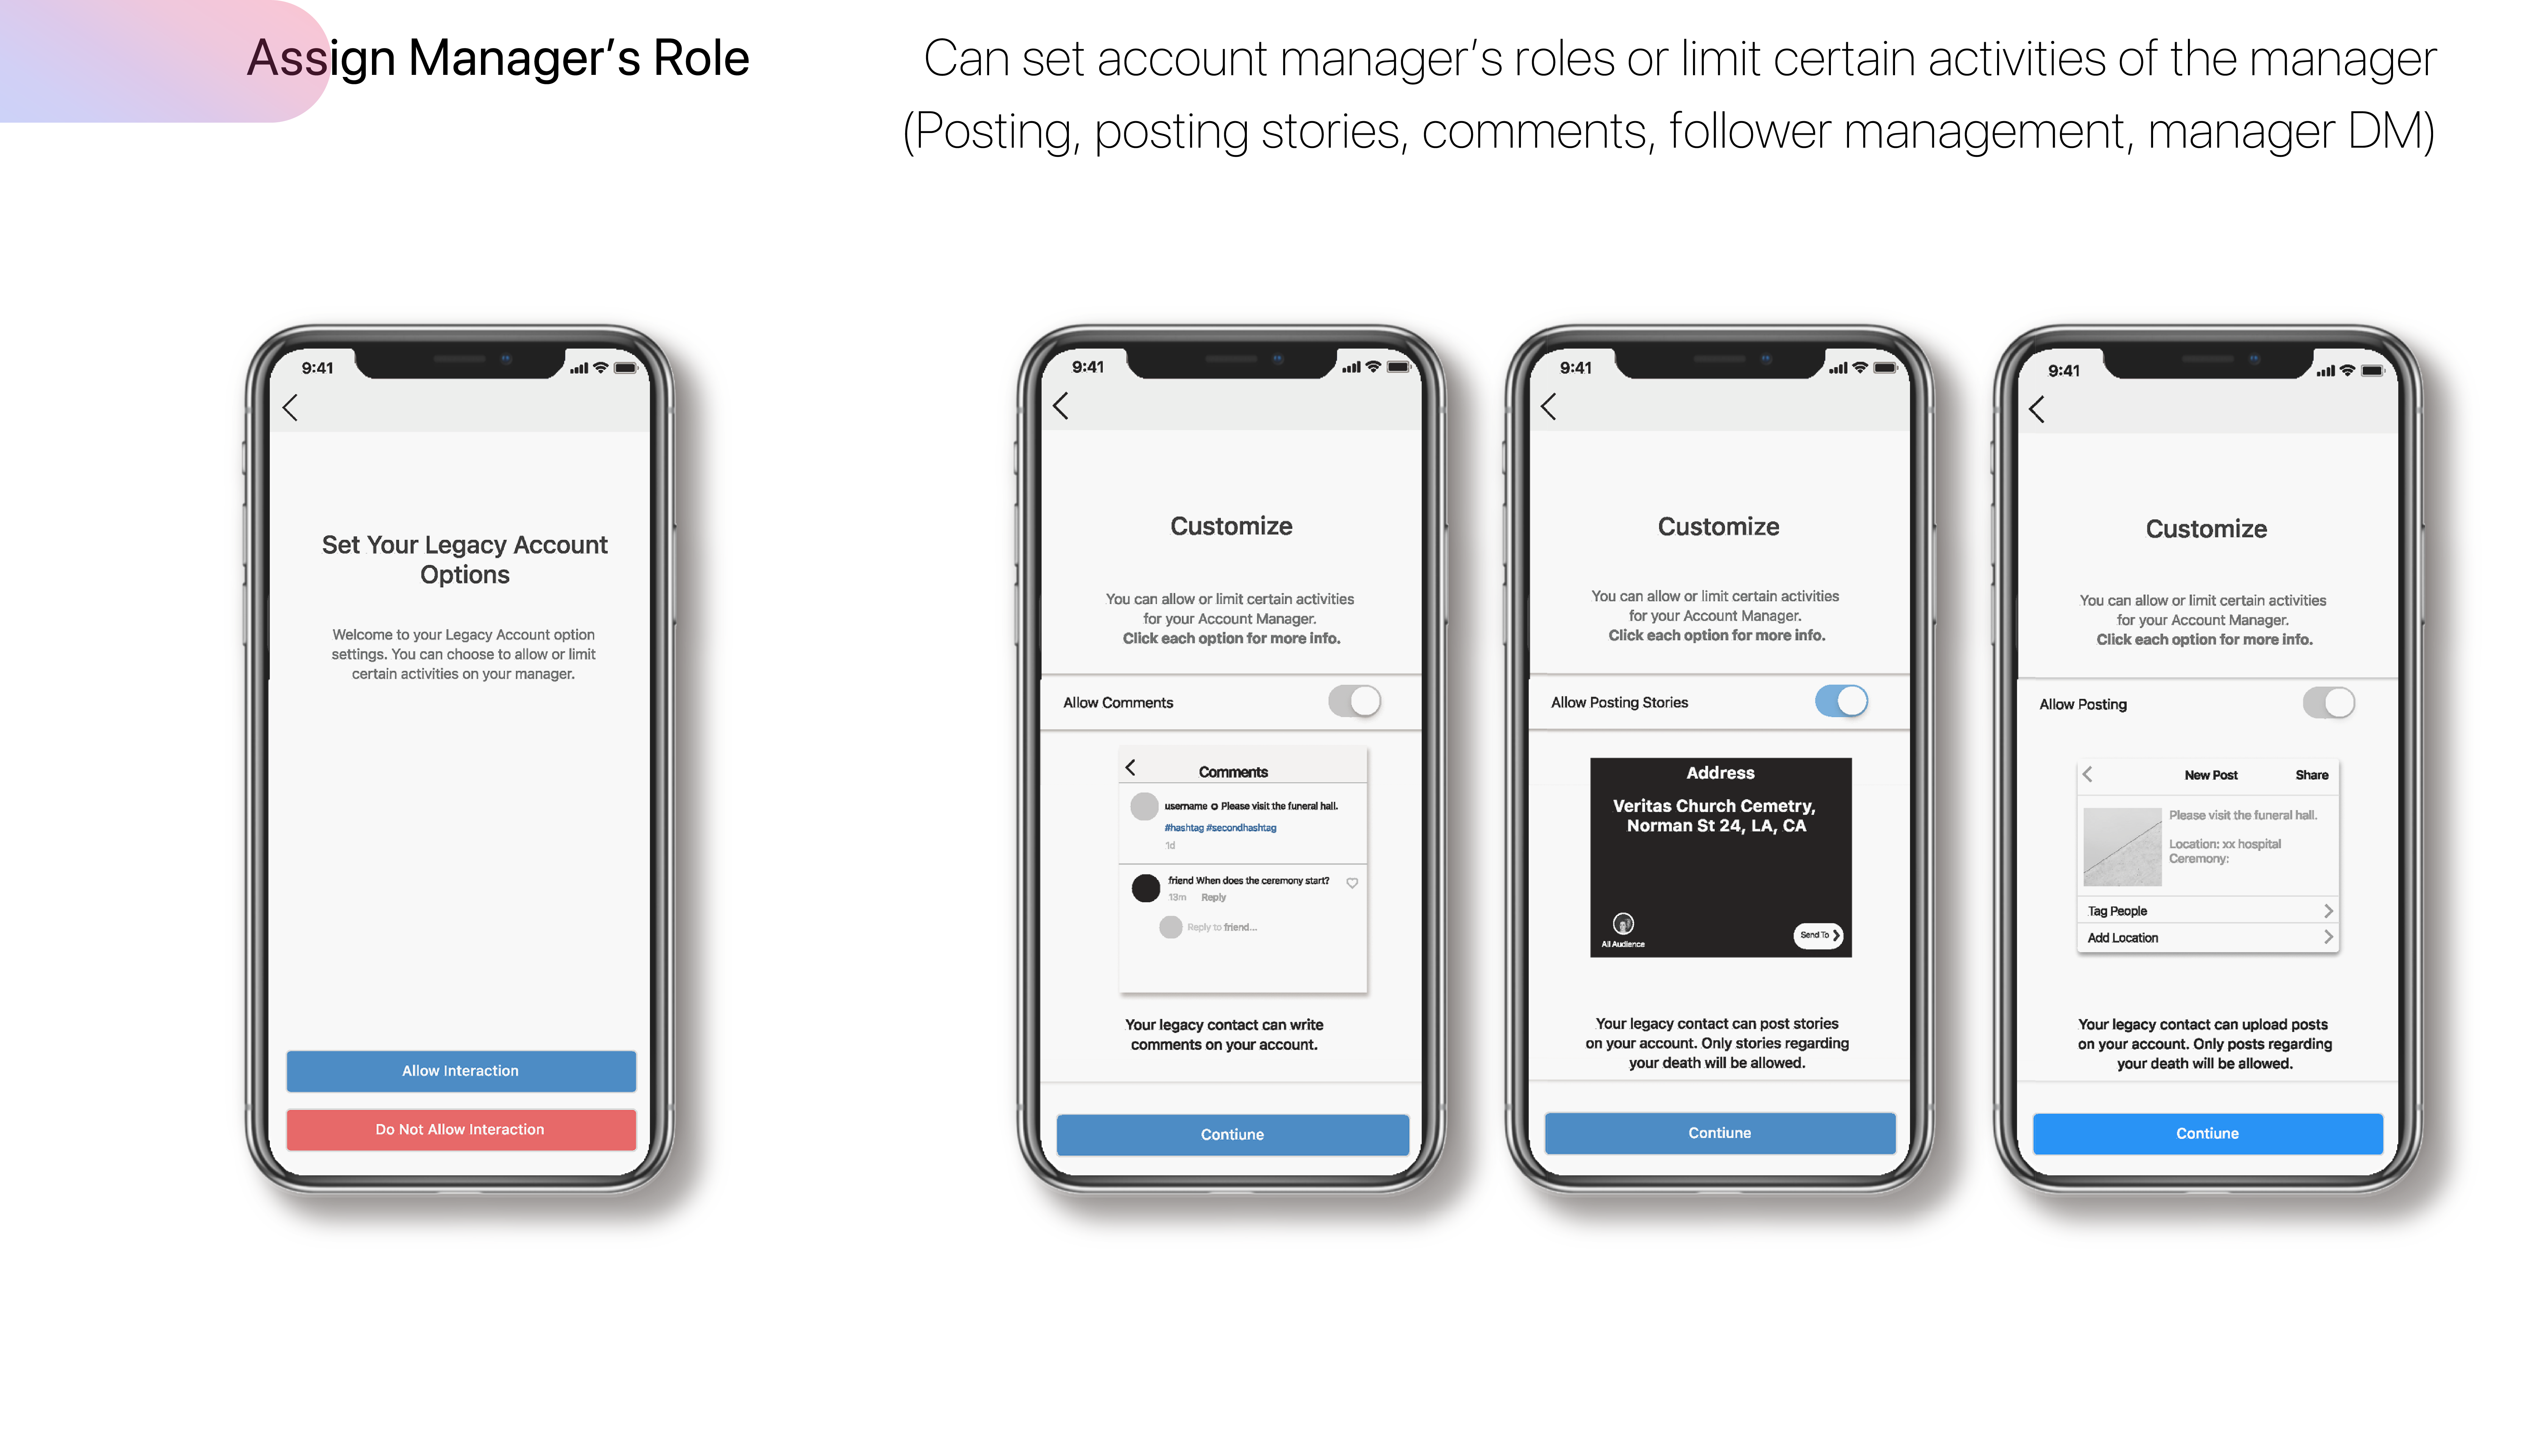 Assign Manager’s Role
Can set account manager’s roles or limit certain activities of the manager
(Posting, posting stories, comments, follower management, manager DM)
9:41
Set Your Legacy Account
Options
Welcome to your Legacy Account option
settings. You can choose to allow or limit
certain activities on your manager.
Allow Interaction
Do Not Allow Interaction
9:41
Customize
You can allow or limit certain activities
for your Account Manager.
Click each option for more info.
Allow Comments
Comments
username Please visit the funeral hall.
#hashtag #secondhashtag
1d
friend When does the ceremony start?
13m Reply
Reply to friend...
Your legacy contact can write
comments on your account.
Contiune
9:41
Customize
You can allow or limit certain activities
for your Account Manager.
Click each option for more info.
Allow Posting Stories
Address
Veritas Church Cemetry,
Norman St 24, LA, CA
All Audience
Send To
Your legacy contact can post stories
on your account. Only stories regarding
your death will be allowed.
Contiune
9:41
Customize
You can allow or limit certain activities
for your Account Manager.
Click each option for more info.
Allow Posting
New Post Share
Please visit the funeral hall.
Location: xx hospital
Ceremony:
Tag People
Add Location
Your legacy contact can upload posts
on your account. Only posts regarding
your death will be allowed.
Contiune